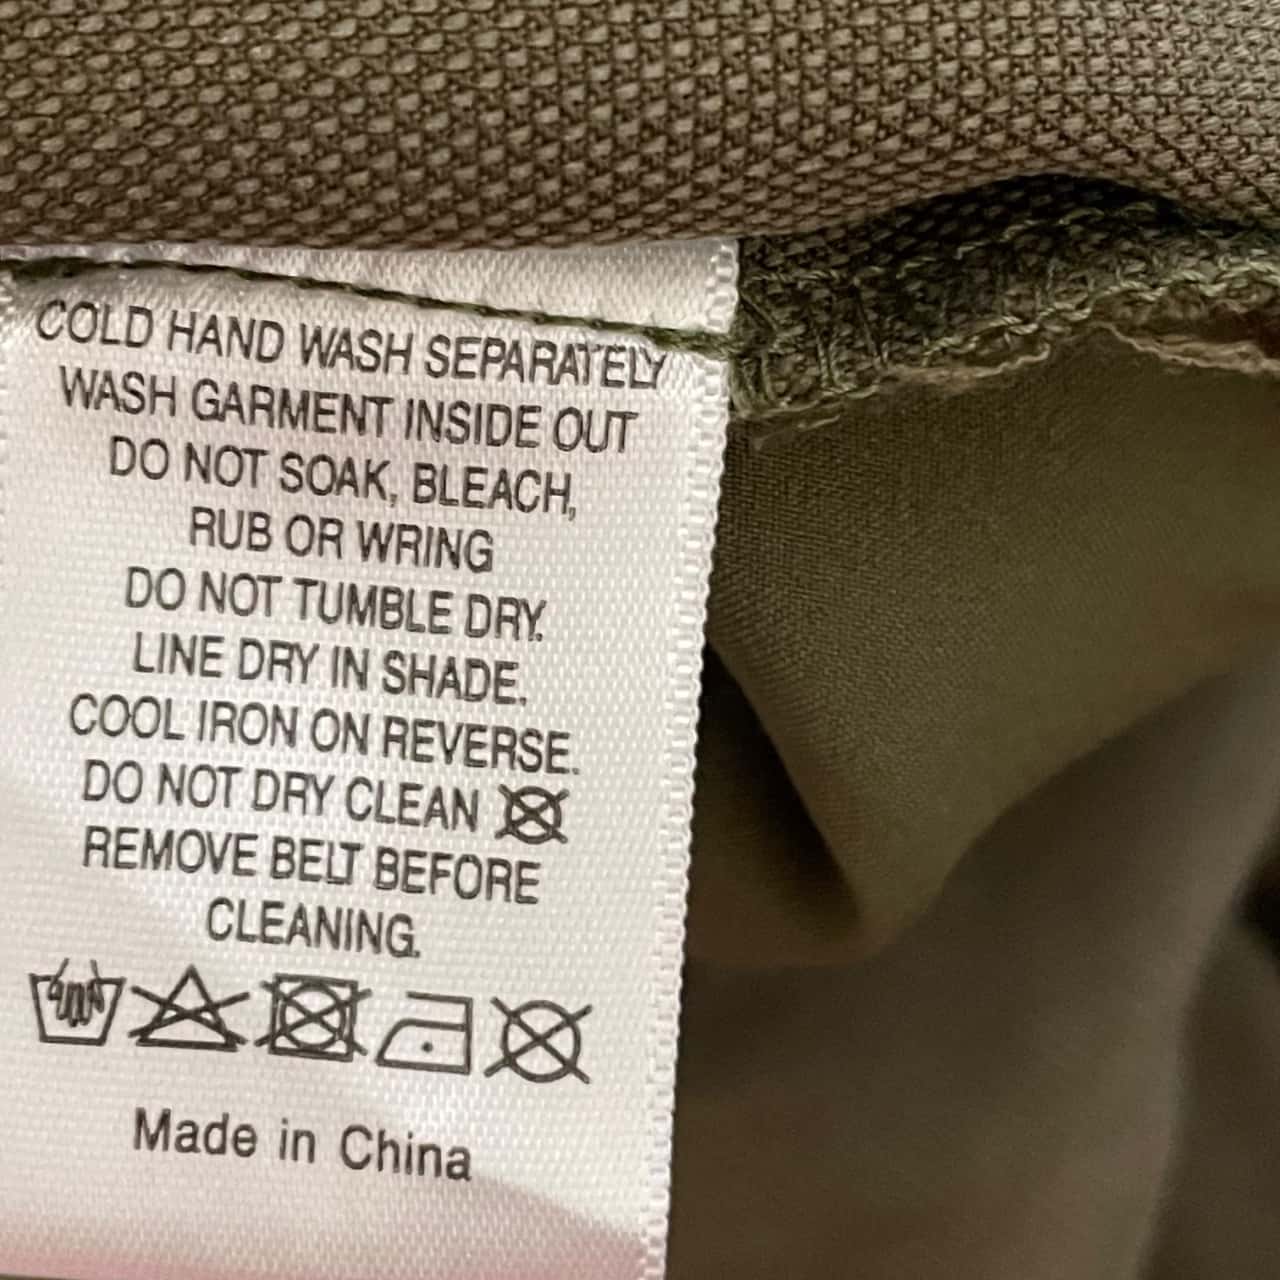 COLD HAND WASH SEPARATELY
WASH GARMENT INSIDE OUT
DO NOT SOAK, BLEACH,
RUB OR WRING
DO NOT TUMBLE DRY.
LINE DRY IN SHADE.
COOL IRON ON REVERSE.
DO NOT DRY CLEAN
REMOVE BELT BEFORE
CLEANING.
Made in China